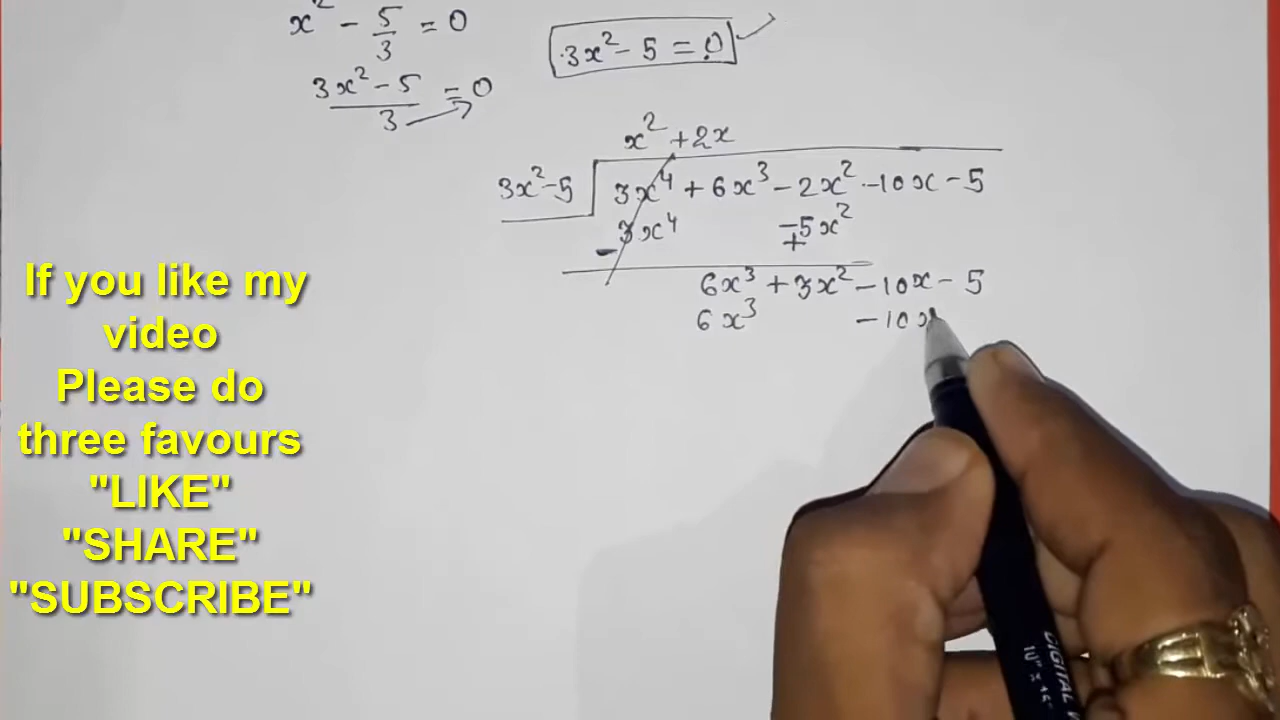 x² - 5/3 = 0
3x² - 5 = 0
(3x² - 5)/3 = 0
x² + 2x
3x² - 5 3x⁴ + 6x³ - 2x² - 10x - 5
- 3x⁴ - 5x²
+
6x³ + 3x² - 10x - 5
6x³ - 10x
If you like my
video
Please do
three favours
"LIKE"
"SHARE"
"SUBSCRIBE"
DIGITAL